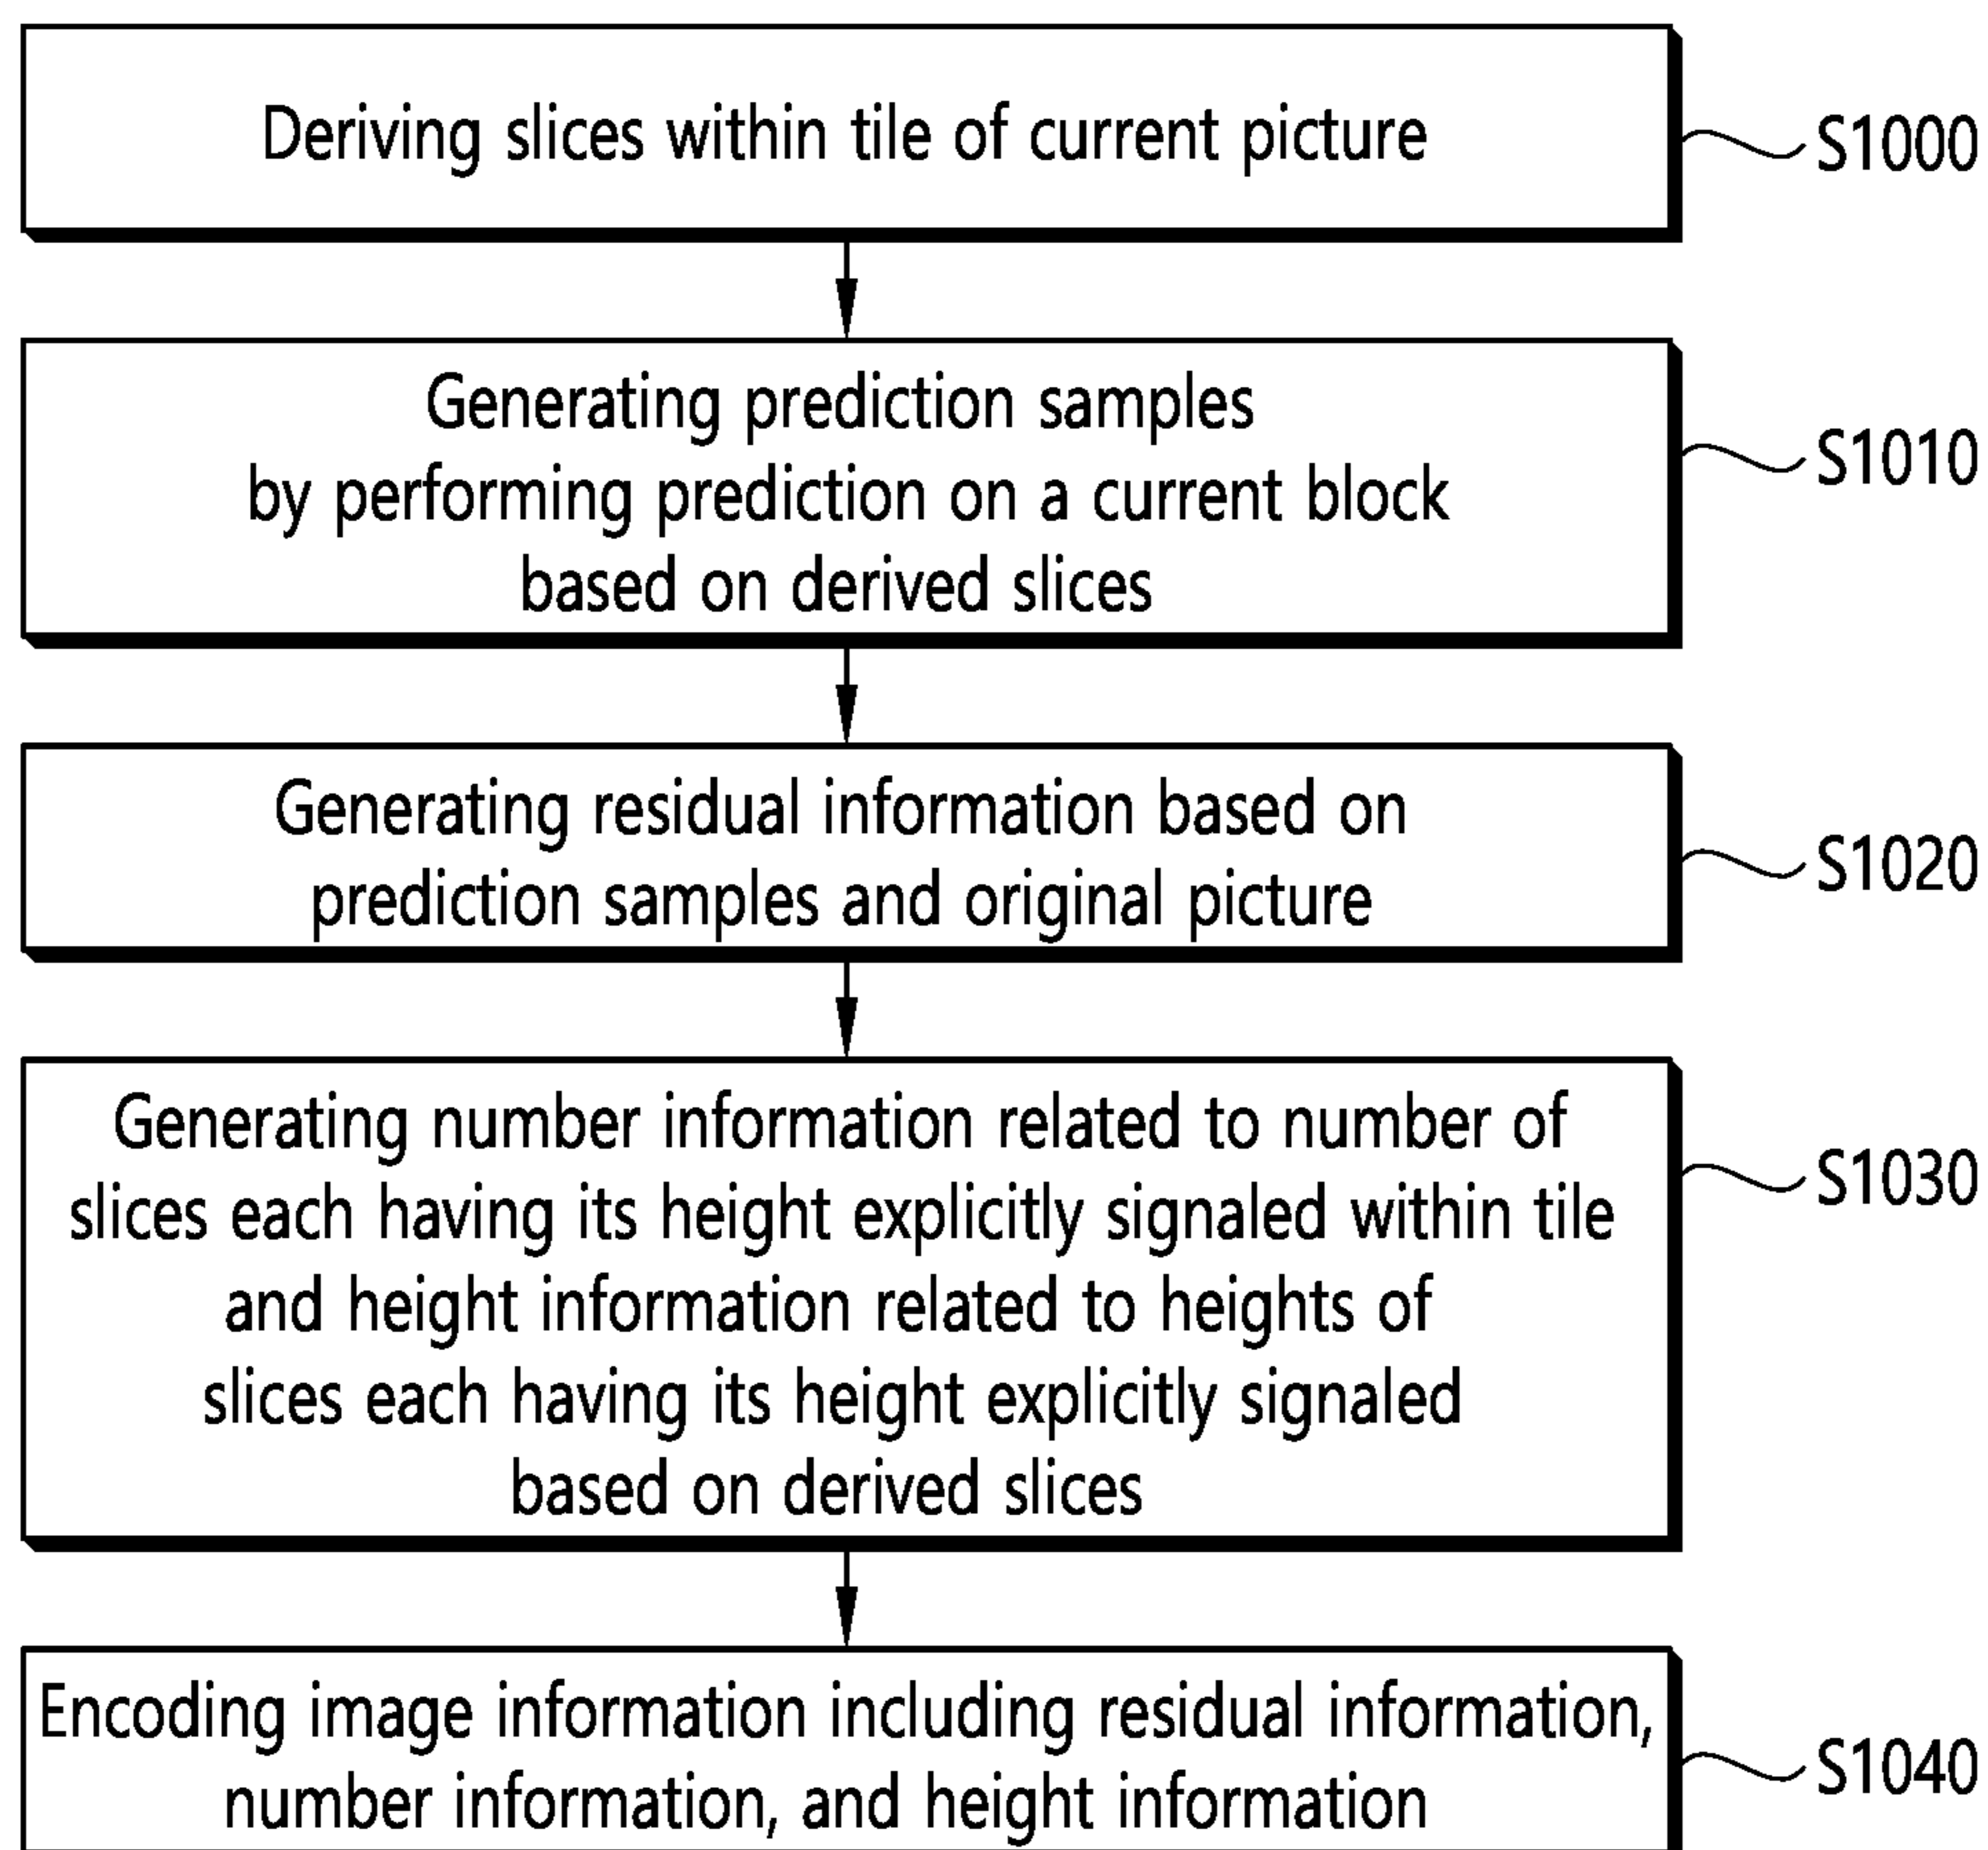 Deriving slices within tile of current picture
S1000
Generating prediction samples
by performing prediction on a current block
based on derived slices
S1010
Generating residual information based on
prediction samples and original picture
S1020
Generating number information related to number of
slices each having its height explicitly signaled within tile
and height information related to heights of
slices each having its height explicitly signaled
based on derived slices
S1030
Encoding image information including residual information,
number information, and height information
S1040